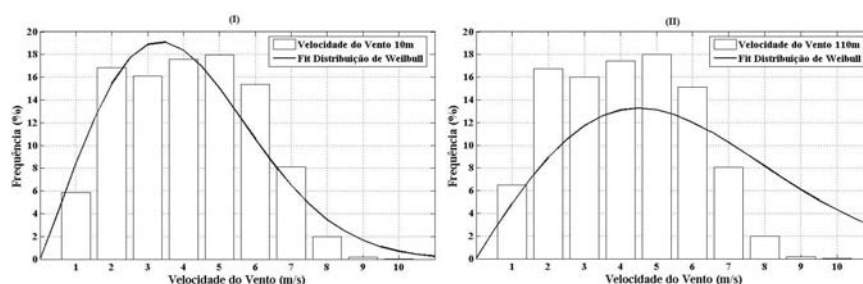 (I)
Velocidade do Vento 10m
Fit Distribuição de Weilbull
Frequência (%)
20
18
16
14
12
10
8
6
4
2
0
1 2 3 4 5 6 7 8 9 10
Velocidade do Vento (m/s)
(II)
Velocidade do Vento 110m
Fit Distribuição de Weilbull
Frequência (%)
20
18
16
14
12
10
8
6
4
2
0
1 2 3 4 5 6 7 8 9 10
Velocidade do Vento (m/s)